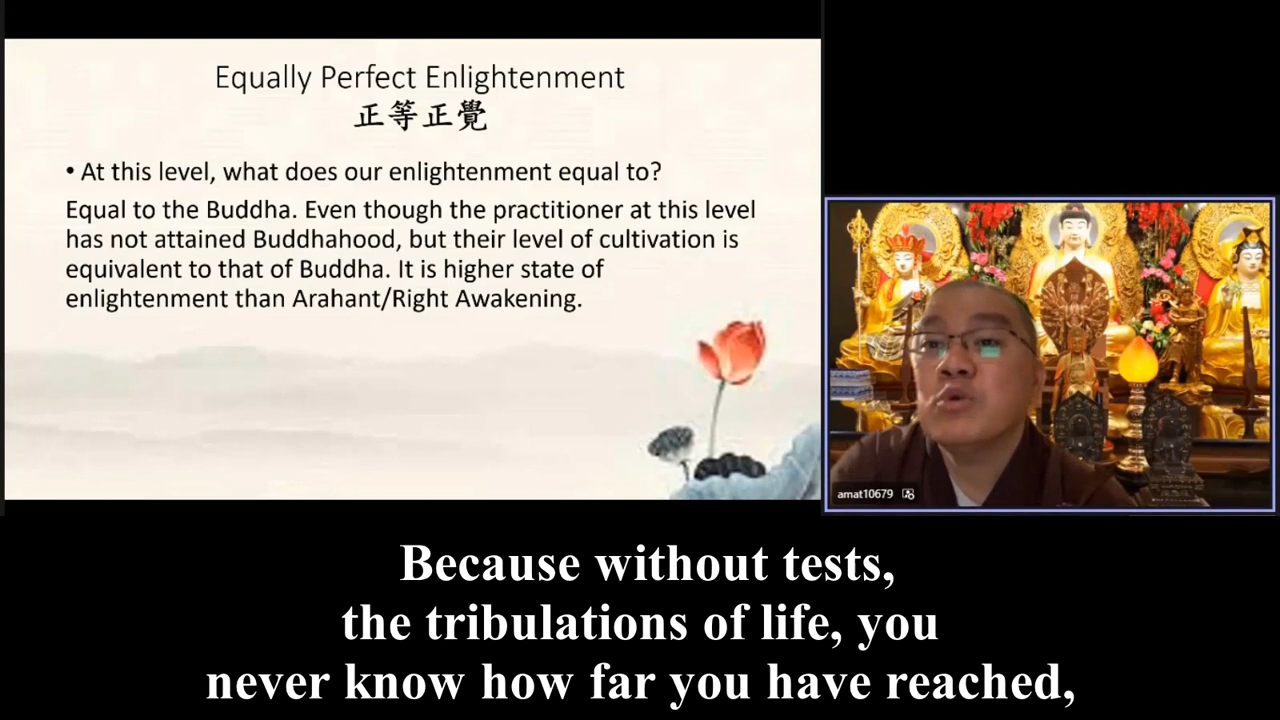 Equally Perfect Enlightenment
正等正覺
• At this level, what does our enlightenment equal to?
Equal to the Buddha. Even though the practitioner at this level
has not attained Buddhahood, but their level of cultivation is
equivalent to that of Buddha. It is higher state of
enlightenment than Arahant/Right Awakening.
amat10679
Because without tests,
the tribulations of life, you
never know how far you have reached,